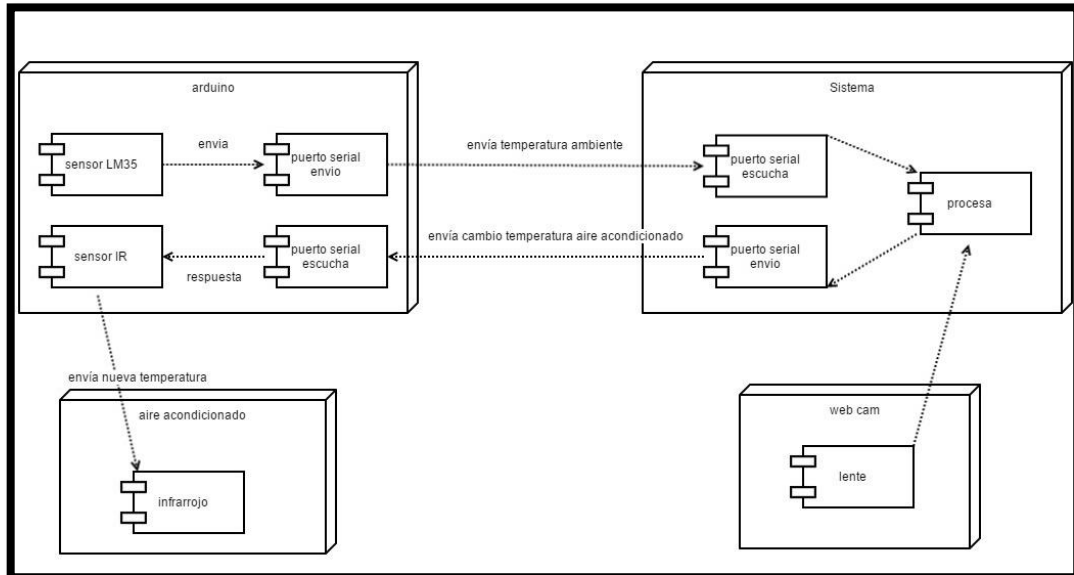 arduino
Sistema
sensor LM35
envia
puerto serial
envio
envía temperatura ambiente
puerto serial
escucha
procesa
sensor IR
respuesta
puerto serial
escucha
envía cambio temperatura aire acondicionado
puerto serial
envio
envía nueva temperatura
aire acondicionado
infrarrojo
web cam
lente